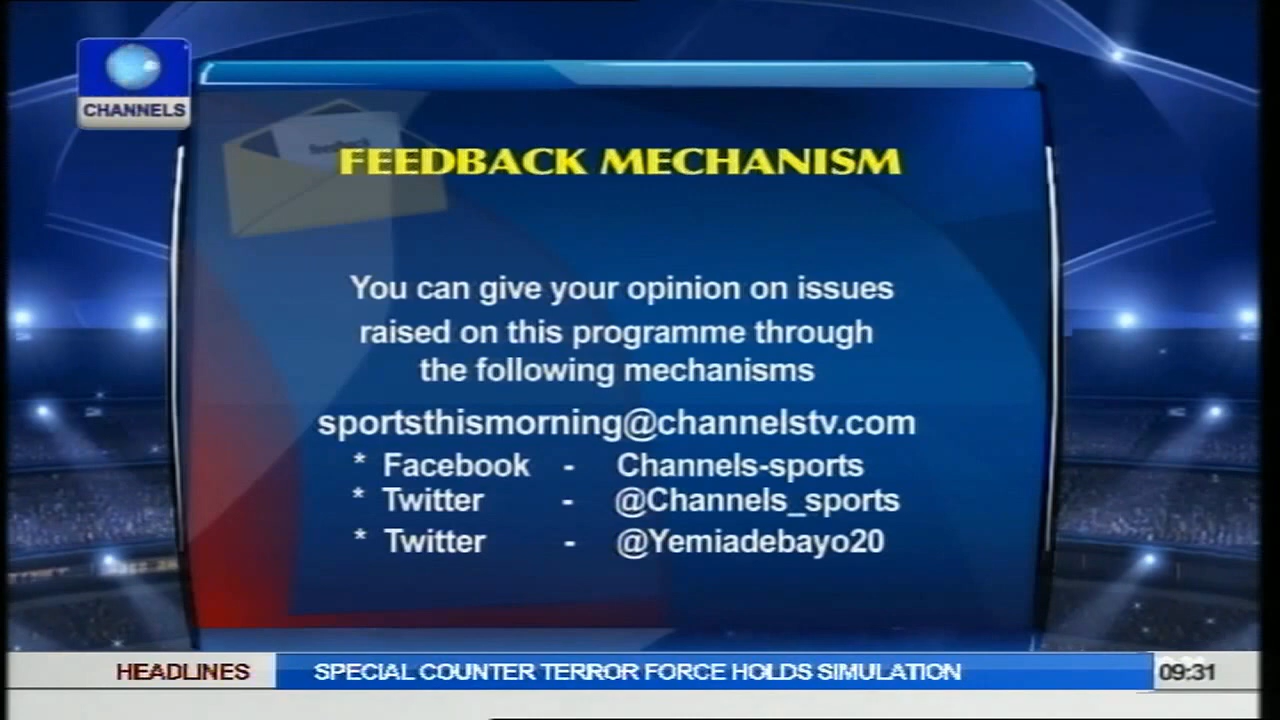 CHANNELS
FEEDBACK MECHANISM
You can give your opinion on issues
raised on this programme through
the following mechanisms
sportsthismorning@channelstv.com
* Facebook - Channels-sports
* Twitter - @Channels_sports
* Twitter - @Yemiadebayo20
HEADLINES SPECIAL COUNTER TERROR FORCE HOLDS SIMULATION 09:31